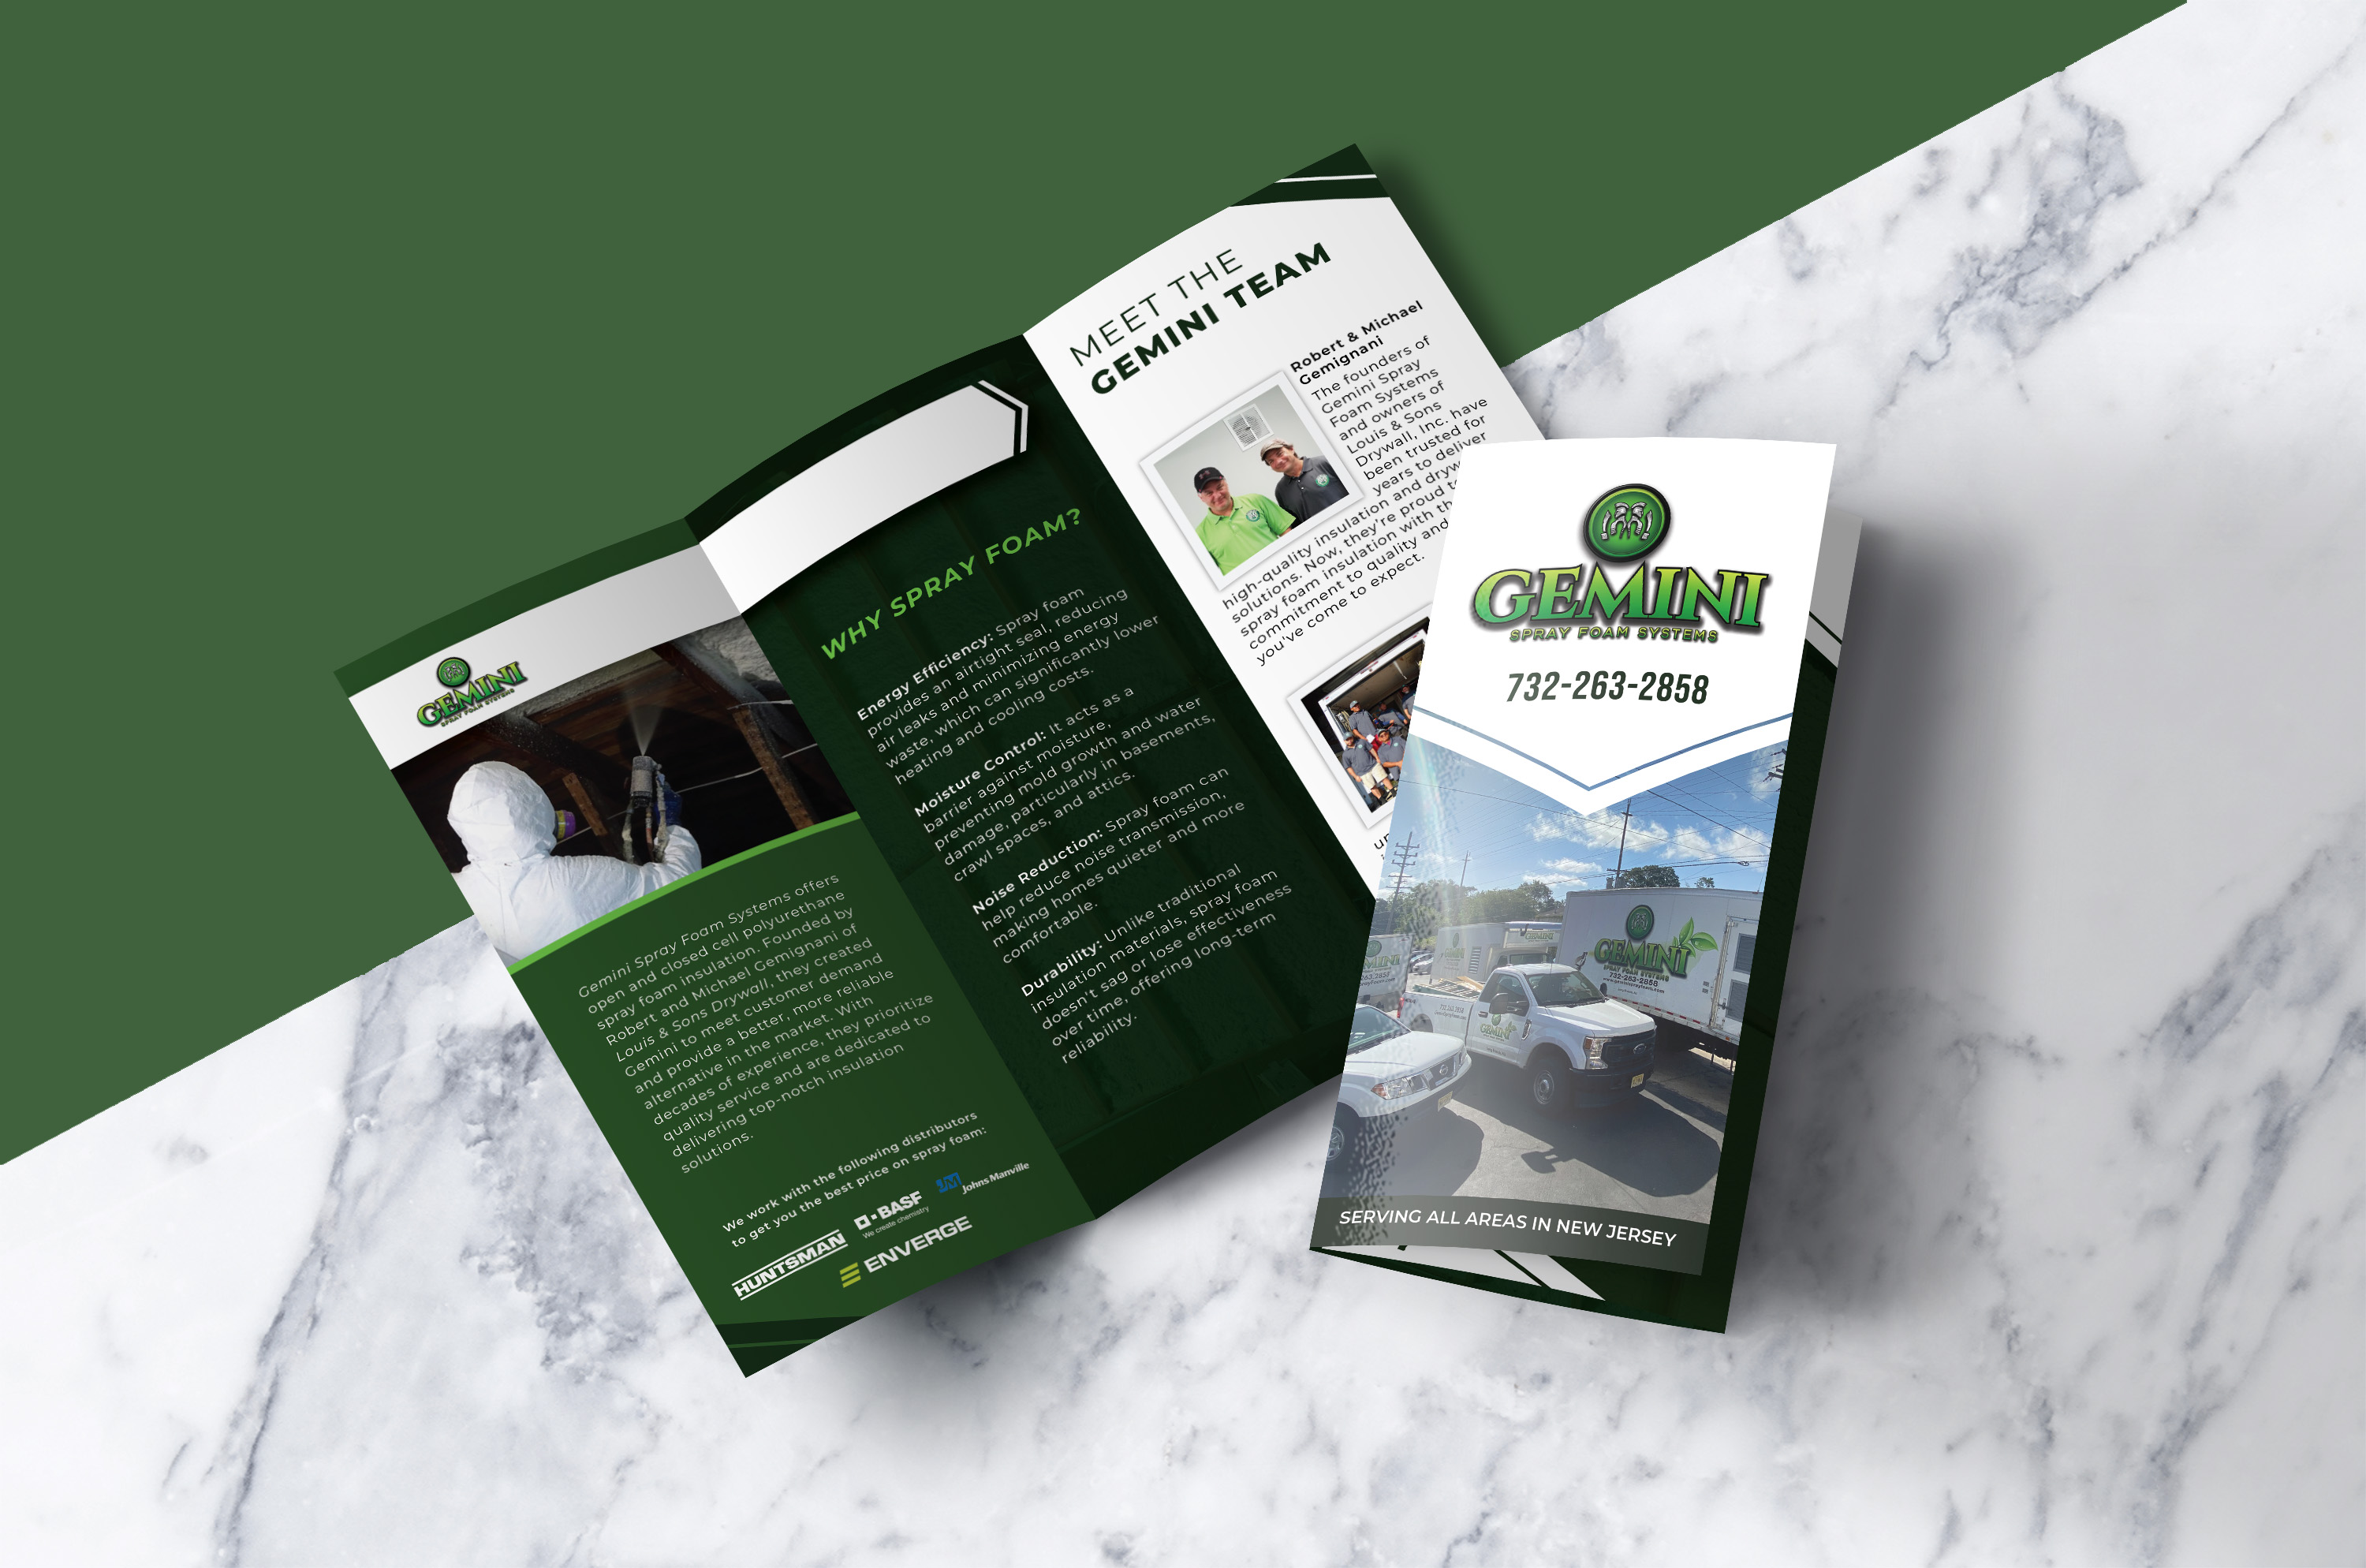 GEMINI
SPRAY FOAM SYSTEMS
Gemini Spray Foam Systems offers
open and closed cell polyurethane
spray foam insulation. Founded by
Robert and Michael Gemignani of
Louis & Sons Drywall, they created
Gemini to meet customer demand
and provide a better, more reliable
alternative in the market. With
decades of experience, they prioritize
quality service and are dedicated to
delivering top-notch insulation
solutions.
We work with the following distributors
to get you the best price on spray foam:
HUNTSMAN
BASF
We create chemistry
JM
Johns Manville
ENVERGE
WHY SPRAY FOAM?
Energy Efficiency: Spray foam
provides an airtight seal, reducing
air leaks and minimizing energy
waste, which can significantly lower
heating and cooling costs.
Moisture Control: It acts as a
barrier against moisture,
preventing mold growth and water
damage, particularly in basements,
crawl spaces, and attics.
Noise Reduction: Spray foam can
help reduce noise transmission,
making homes quieter and more
comfortable.
Durability: Unlike traditional
insulation materials, spray foam
doesn't sag or lose effectiveness
over time, offering long-term
reliability.
MEET THE
GEMINI TEAM
Robert & Michael
Gemignani
The founders of
Gemini Spray
Foam Systems
and owners of
Louis & Sons
Drywall, Inc. have
been trusted for
years to deliver
high-quality insulation and
solutions. Now, they're proud
spray foam insulation with
commitment to quality and
you've come to expect.
GEMINI
SPRAY FOAM SYSTEMS
732-263-2858
GEMINI
SPRAY FOAM SYSTEMS
732-263-2858
GEMINI
SERVING ALL AREAS IN NEW JERSEY